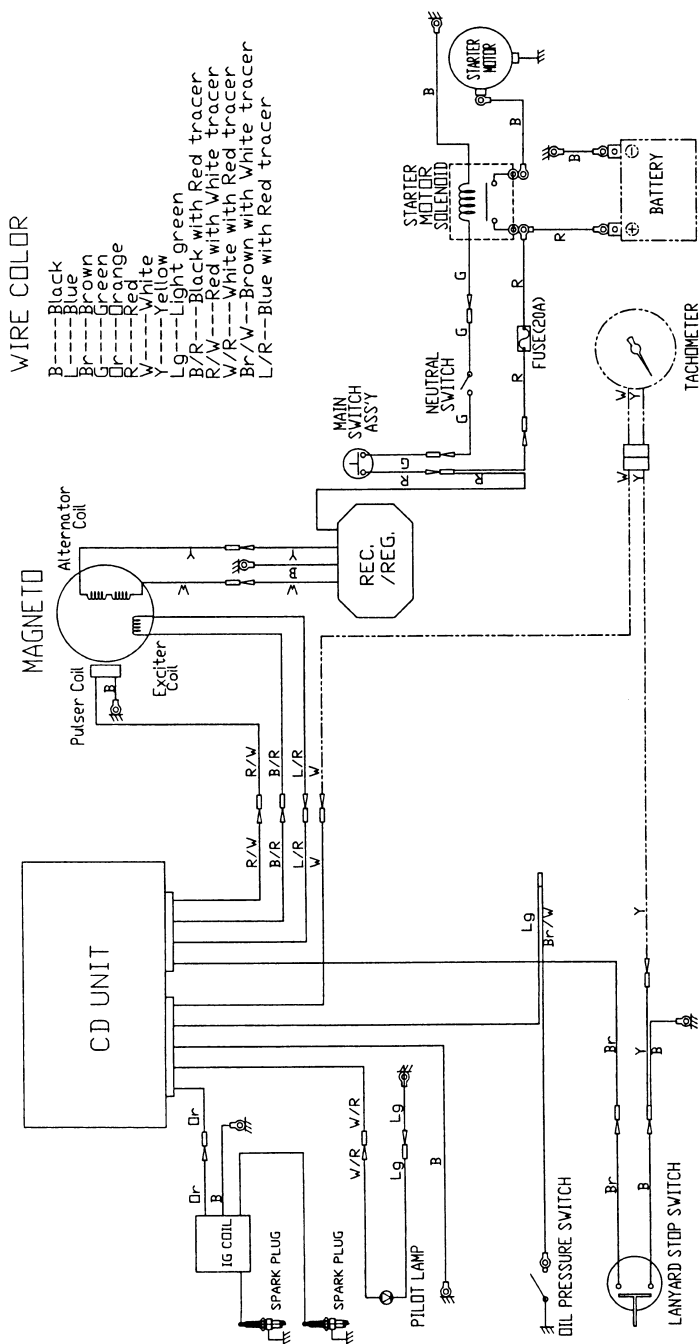 WIRE COLOR
B-----Black
L-----Blue
Br----Brown
G-----Green
Or----Orange
R-----Red
W-----White
Y-----Yellow
Lg----Light green
B/R---Black with Red tracer
R/W---Red with White tracer
W/R---White with Red tracer
Br/W--Brown with White tracer
L/R---Blue with Red tracer
MAGNETO
Alternator
Coil
Pulser Coil
B
Exciter
Coil
Y
W
Y
B
W
REC.
/REG.
MAIN
SWITCH
ASS'Y
G
R
R
NEUTRAL
SWITCH
G
G
G
STARTER
MOTOR
SOLENOID
B
STARTER
MOTOR
B
R
R
FUSE(20A)
R
B
BATTERY
⊕
⊖
TACHOMETER
W
Y
W
Y
CD UNIT
R/W
R/W
B/R
B/R
L/R
L/R
W
W
Or
Or
B
IG COIL
SPARK PLUG
SPARK PLUG
W/R
W/R
Lg
Lg
PILOT LAMP
B
Lg
Br/W
OIL PRESSURE SWITCH
Br
Br
Y
Y
B
B
LANYARD STOP SWITCH